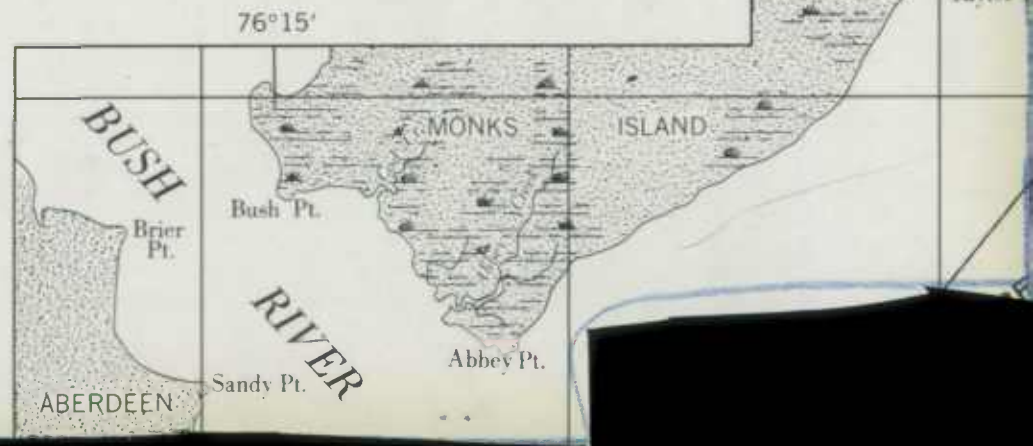 76°15'
BUSH
RIVER
MONKS ISLAND
Bush Pt.
Brier
Pt.
Abbey Pt.
Sandy Pt.
ABERDEEN